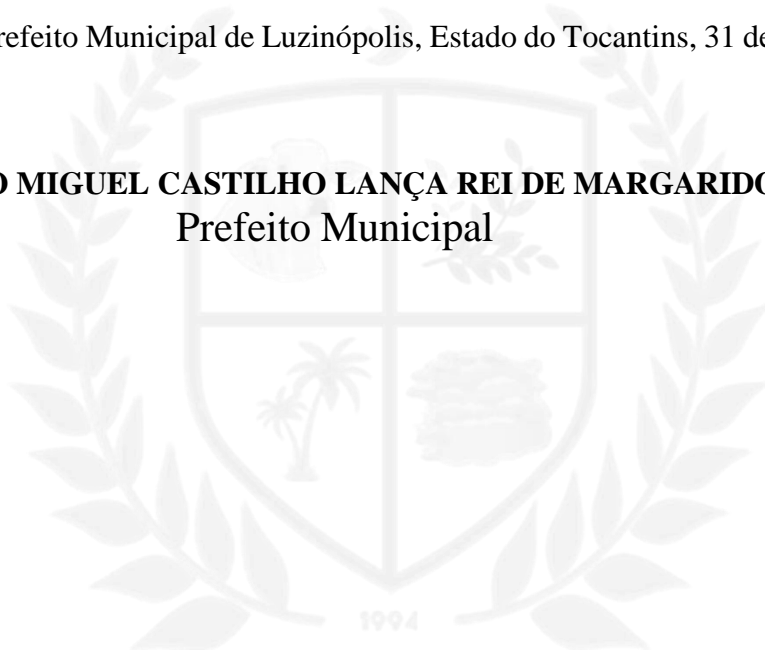 refeito Municipal de Luzinópolis, Estado do Tocantins, 31 de
O MIGUEL CASTILHO LANÇA REI DE MARGARIDO
Prefeito Municipal
1994